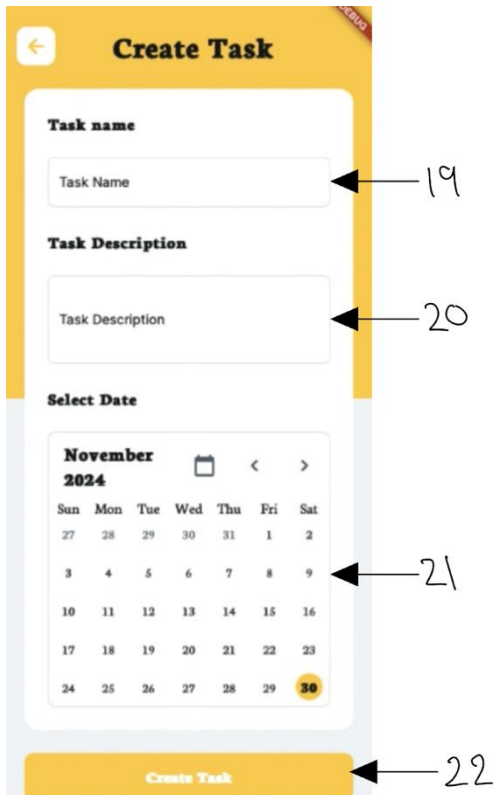 DEBUG
Create Task
Task name
Task Name
19
Task Description
Task Description
20
Select Date
November
2024
Sun Mon Tue Wed Thu Fri Sat
27 28 29 30 31 1 2
3 4 5 6 7 8 9
21
10 11 12 13 14 15 16
17 18 19 20 21 22 23
24 25 26 27 28 29 30
Create Task
22